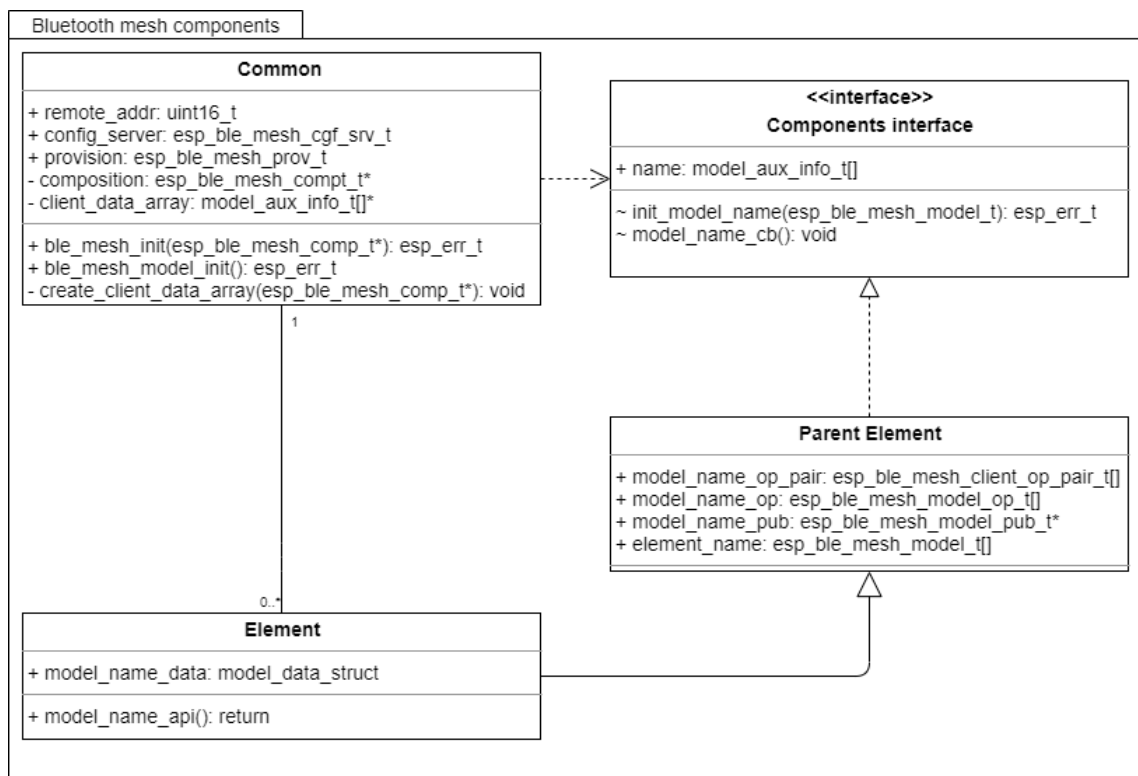 Bluetooth mesh components
Common
+ remote_addr: uint16_t
+ config_server: esp_ble_mesh_cgf_srv_t
+ provision: esp_ble_mesh_prov_t
- composition: esp_ble_mesh_compt_t*
- client_data_array: model_aux_info_t[]*
+ ble_mesh_init(esp_ble_mesh_comp_t*): esp_err_t
+ ble_mesh_model_init(): esp_err_t
- create_client_data_array(esp_ble_mesh_comp_t*): void
<<interface>>
Components interface
+ name: model_aux_info_t[]
~ init_model_name(esp_ble_mesh_model_t): esp_err_t
~ model_name_cb(): void
1
0..*
Parent Element
+ model_name_op_pair: esp_ble_mesh_client_op_pair_t[]
+ model_name_op: esp_ble_mesh_model_op_t[]
+ model_name_pub: esp_ble_mesh_model_pub_t*
+ element_name: esp_ble_mesh_model_t[]
Element
+ model_name_data: model_data_struct
+ model_name_api(): return